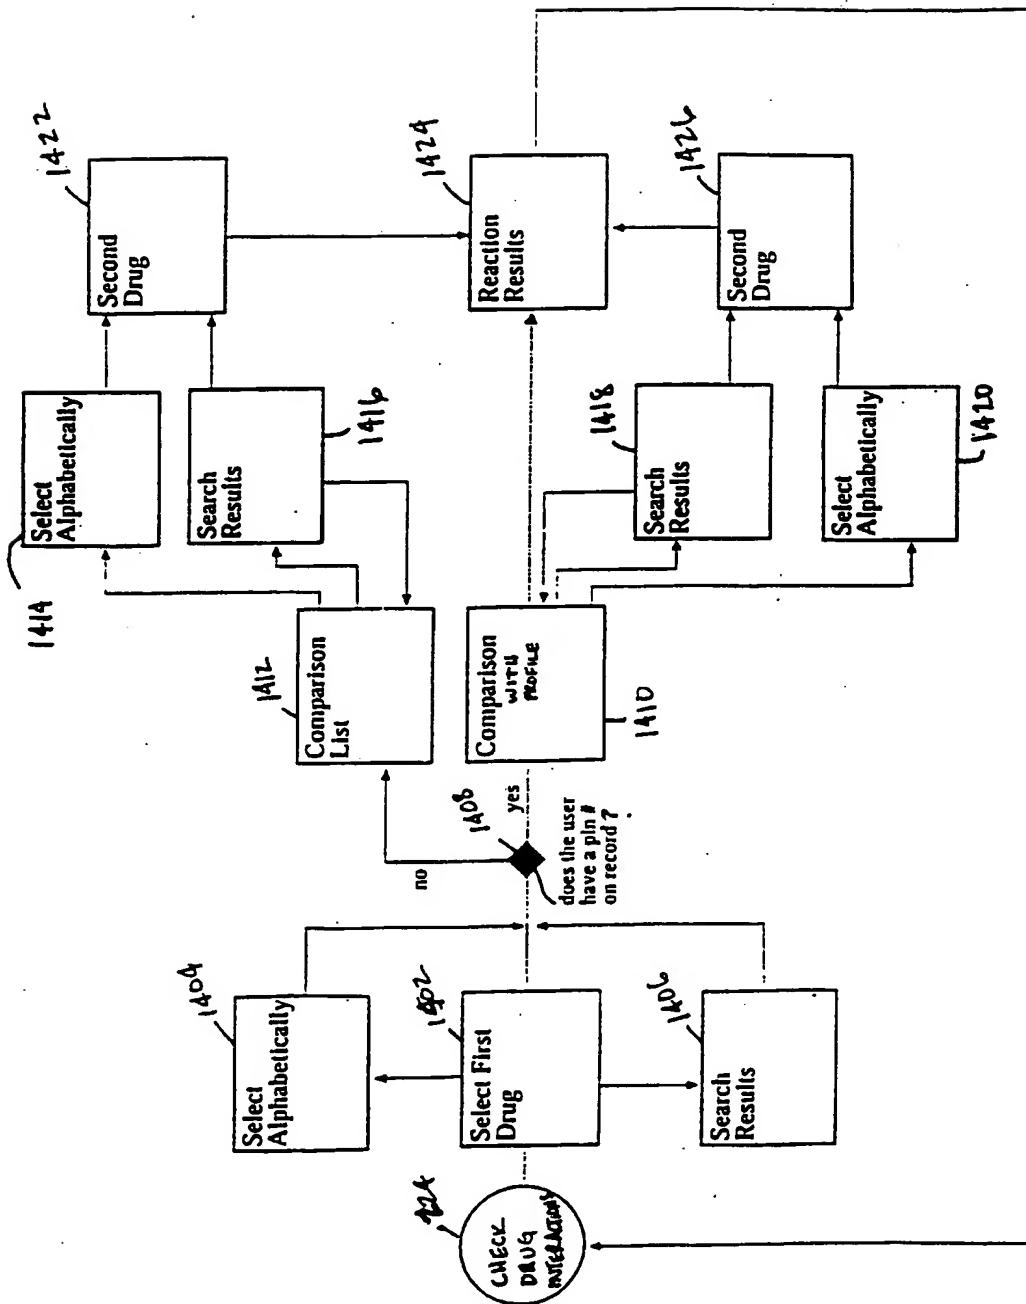 224
CHECK
DRUG
INTERACTIONS
1404
Select
Alphabetically
1402
Select First
Drug
1406
Search
Results
1408
no
yes
does the user
have a pin #
on record?
1412
Comparison
List
Comparison
WITH
PROFILE
1410
1414
Select
Alphabetically
Search
Results
1416
1418
Search
Results
Select
Alphabetically
1420
1422
Second
Drug
1424
Reaction
Results
1426
Second
Drug